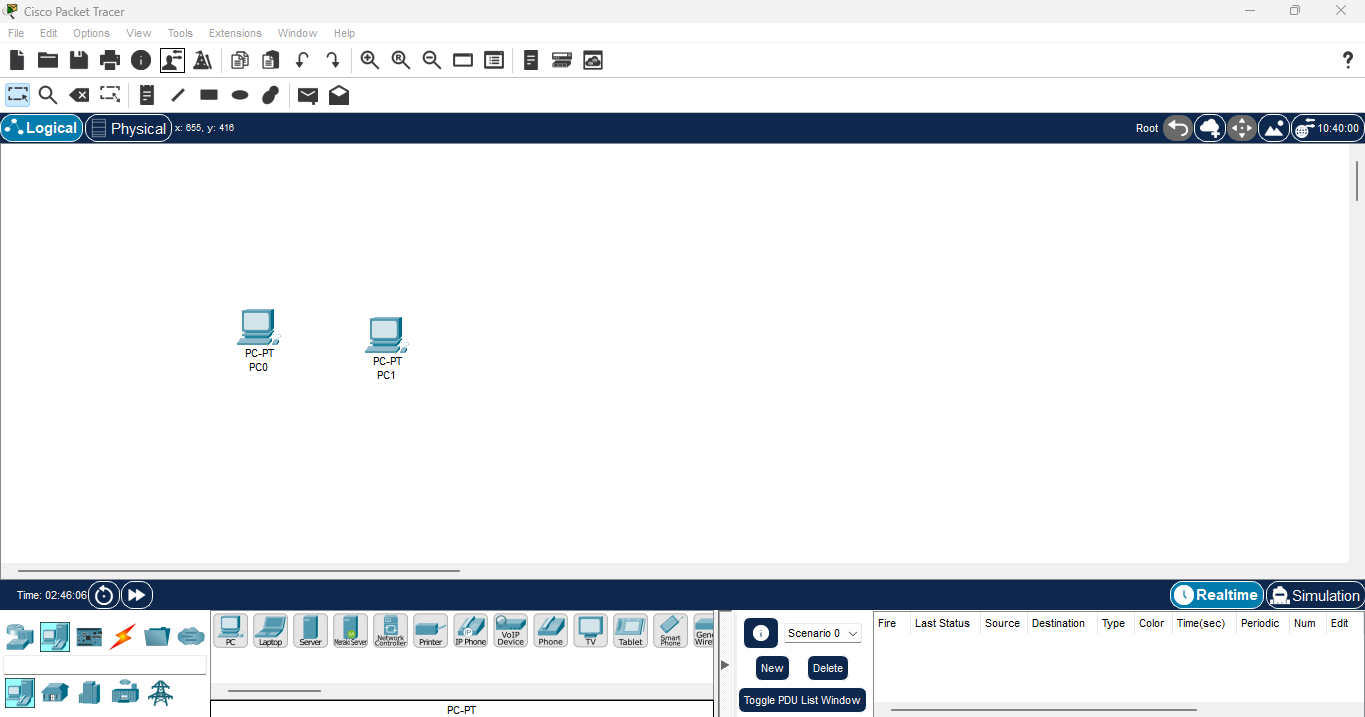 Cisco Packet Tracer
File Edit Options View Tools Extensions Window Help
Logical Physical x: 655, y: 416 Root 10:40:00
PC-PT
PC0
PC-PT
PC1
Time: 02:46:06 Realtime Simulation
PC Laptop Server Meraki Server Network Controller Printer IP Phone VoIP Device Phone TV Tablet Smart Phone
PC-PT
Scenario 0
New Delete
Toggle PDU List Window
Fire Last Status Source Destination Type Color Time(sec) Periodic Num Edit